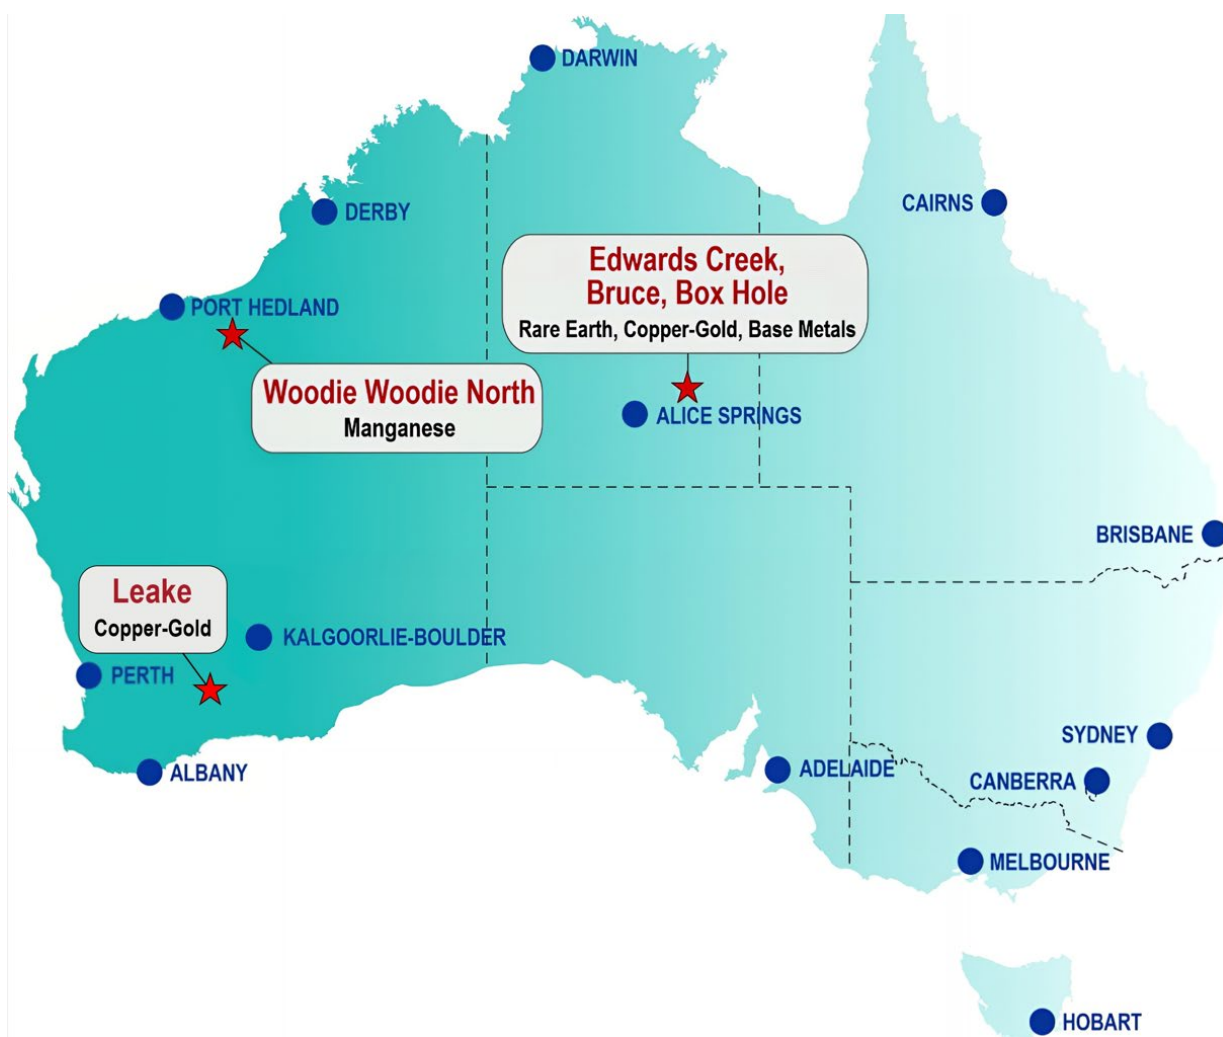 DARWIN
CAIRNS
DERBY
Edwards Creek,
Bruce, Box Hole
Rare Earth, Copper-Gold, Base Metals
PORT HEDLAND
Woodie Woodie North
Manganese
ALICE SPRINGS
BRISBANE
Leake
Copper-Gold
KALGOORLIE-BOULDER
PERTH
SYDNEY
ALBANY
ADELAIDE
CANBERRA
MELBOURNE
HOBART